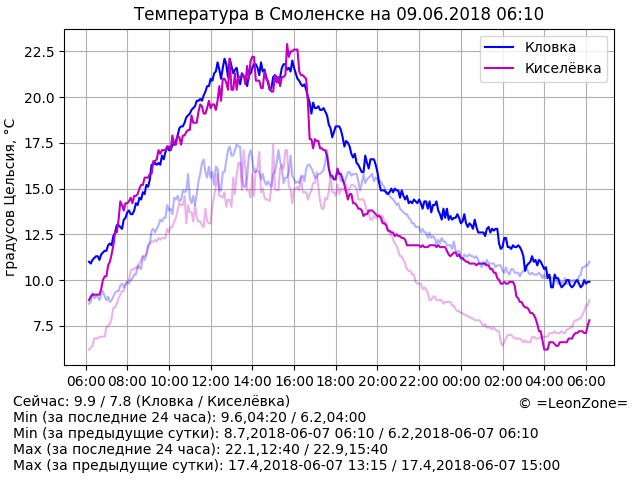 Температура в Смоленске на 09.06.2018 06:10
Кловка
Киселёвка
градусов Цельсия, °C
22.5
20.0
17.5
15.0
12.5
10.0
7.5
06:00 08:00 10:00 12:00 14:00 16:00 18:00 20:00 22:00 00:00 02:00 04:00 06:00
Сейчас: 9.9 / 7.8 (Кловка / Киселёвка)
© =LeonZone=
Min (за последние 24 часа): 9.6,04:20 / 6.2,04:00
Min (за предыдущие сутки): 8.7,2018-06-07 06:10 / 6.2,2018-06-07 06:10
Max (за последние 24 часа): 22.1,12:40 / 22.9,15:40
Max (за предыдущие сутки): 17.4,2018-06-07 13:15 / 17.4,2018-06-07 15:00